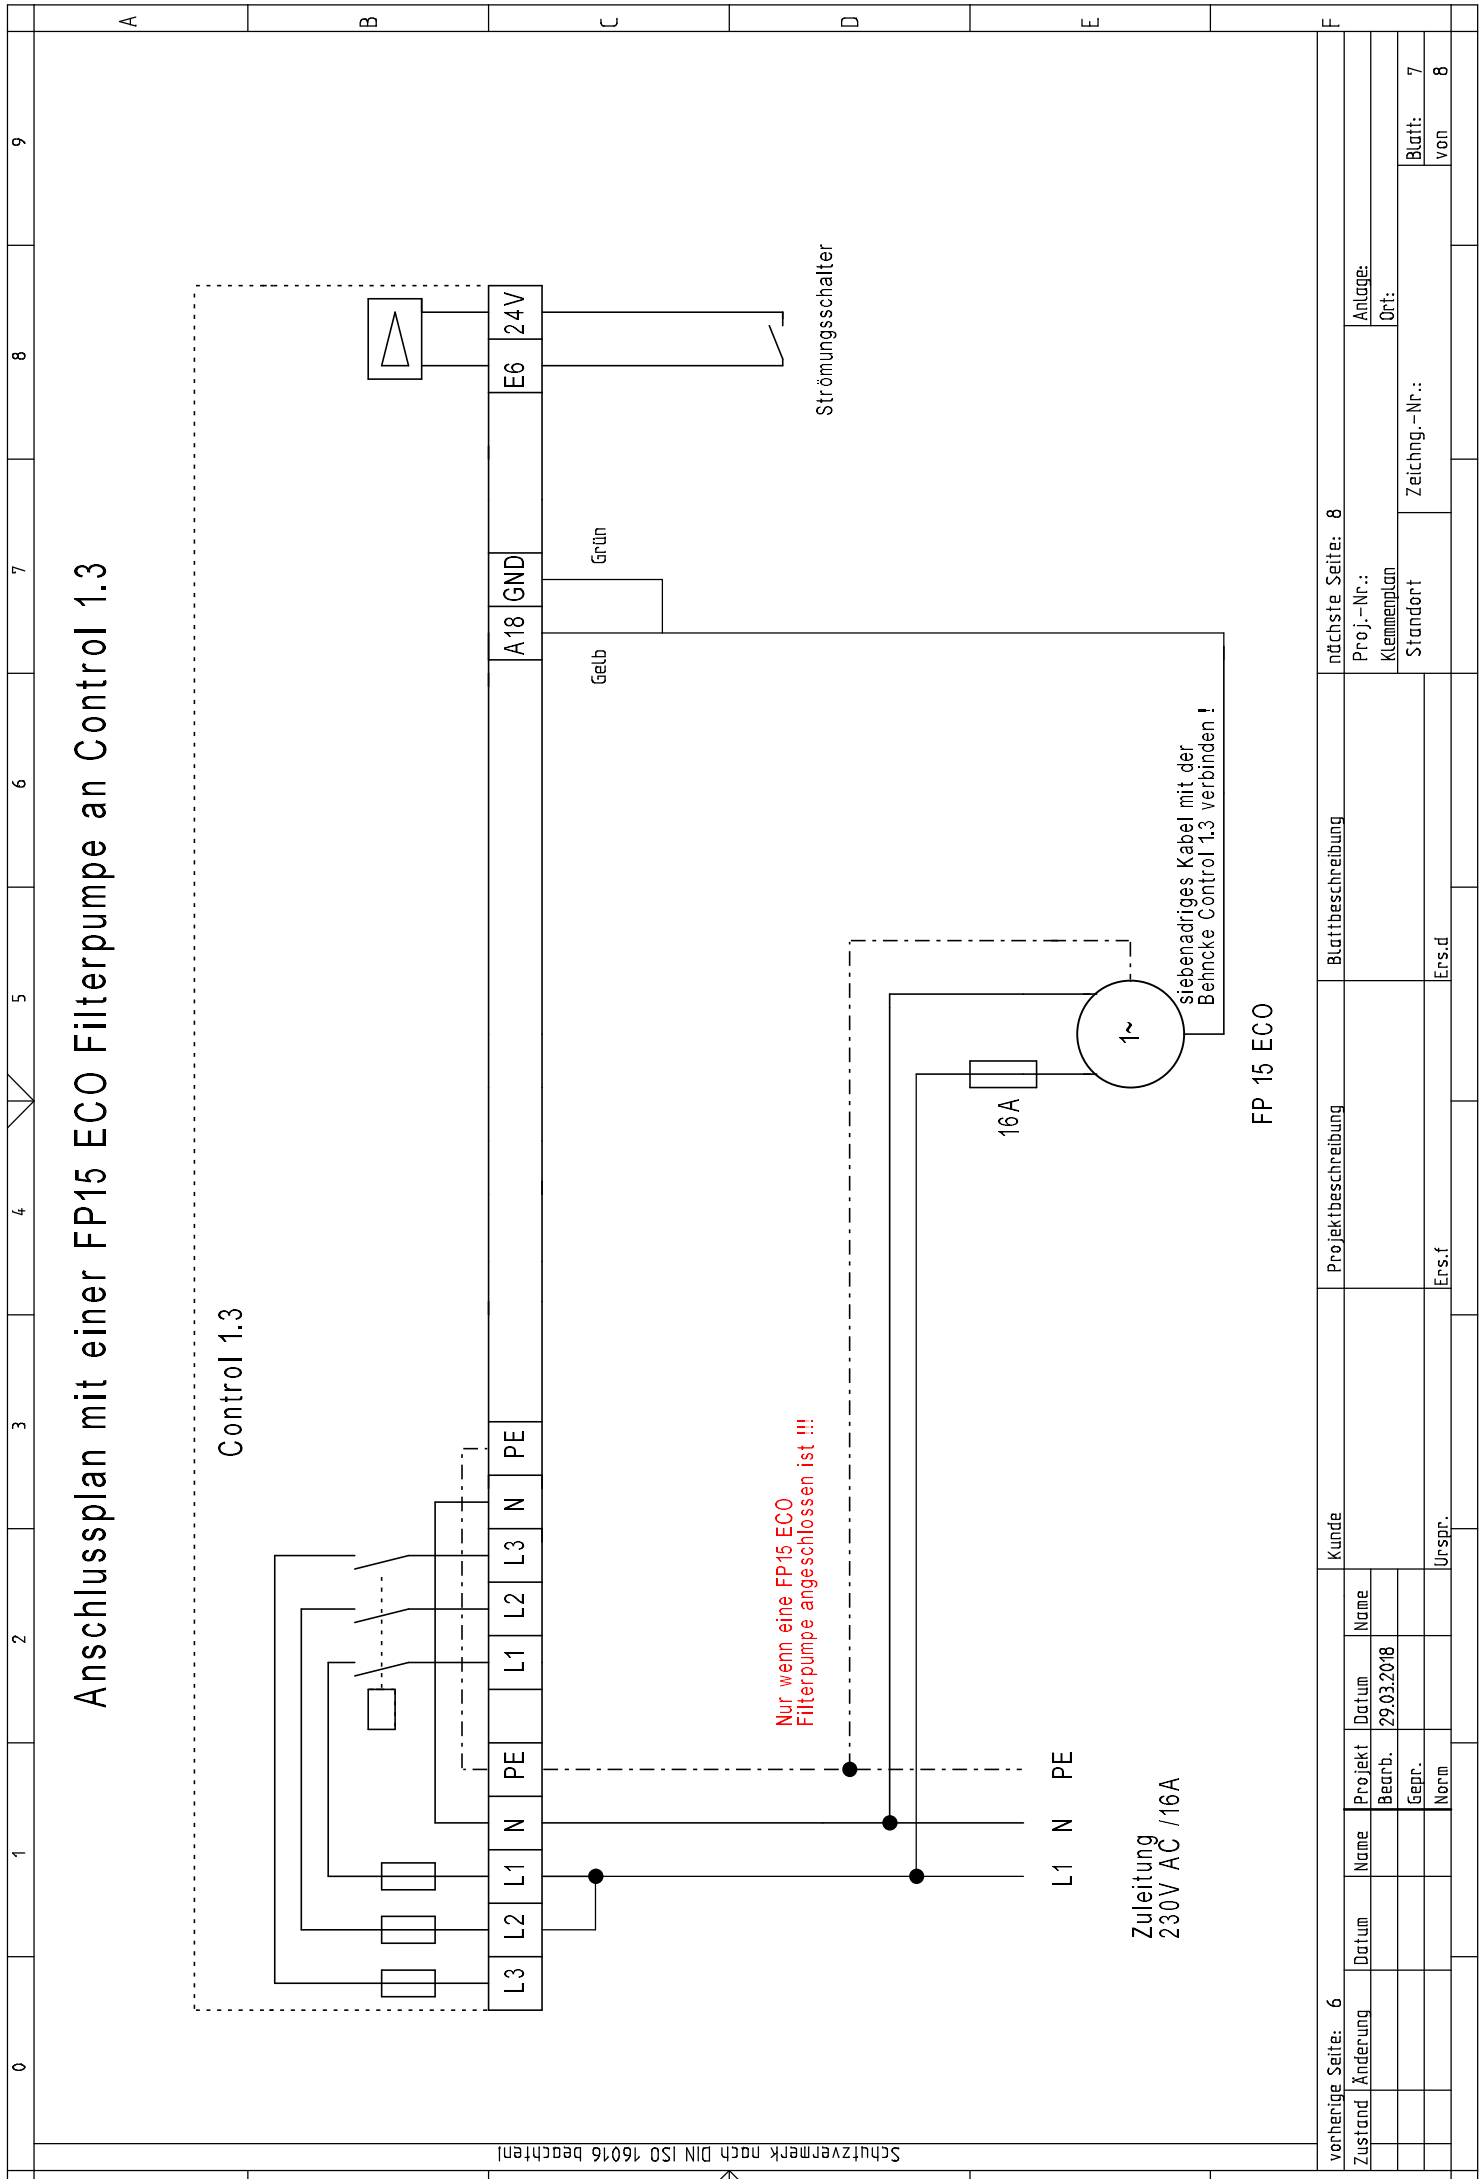 0 1 2 3 4 5 6 7 8 9
A
B
C
D
E
F
Anschlussplan mit einer FP15 ECO Filterpumpe an Control 1.3
Control 1.3
L3 L2 L1 N PE L1 L2 L3 N PE A18 GND E6 24V
Gelb Grün
Strömungsschalter
Nur wenn eine FP15 ECO
Filterpumpe angeschlossen ist !!!
16A
1~
siebenadriges Kabel mit der
Behncke Control 1.3 verbinden !
FP 15 ECO
L1 N PE
Zuleitung
230V AC /16A
Schutzvermerk nach DIN ISO 16016 beachten!
vorherige Seite: 6 Kunde Projektbeschreibung Blattbeschreibung nächste Seite: 8
Zustand Änderung Datum Name Projekt Datum Name Proj.-Nr.: Anlage:
Bearb. 29.03.2018 Klemmenplan Ort:
Gepr. Standort Zeichng.-Nr.: Blatt: 7
Norm Urspr. Ers.f Ers.d von 8